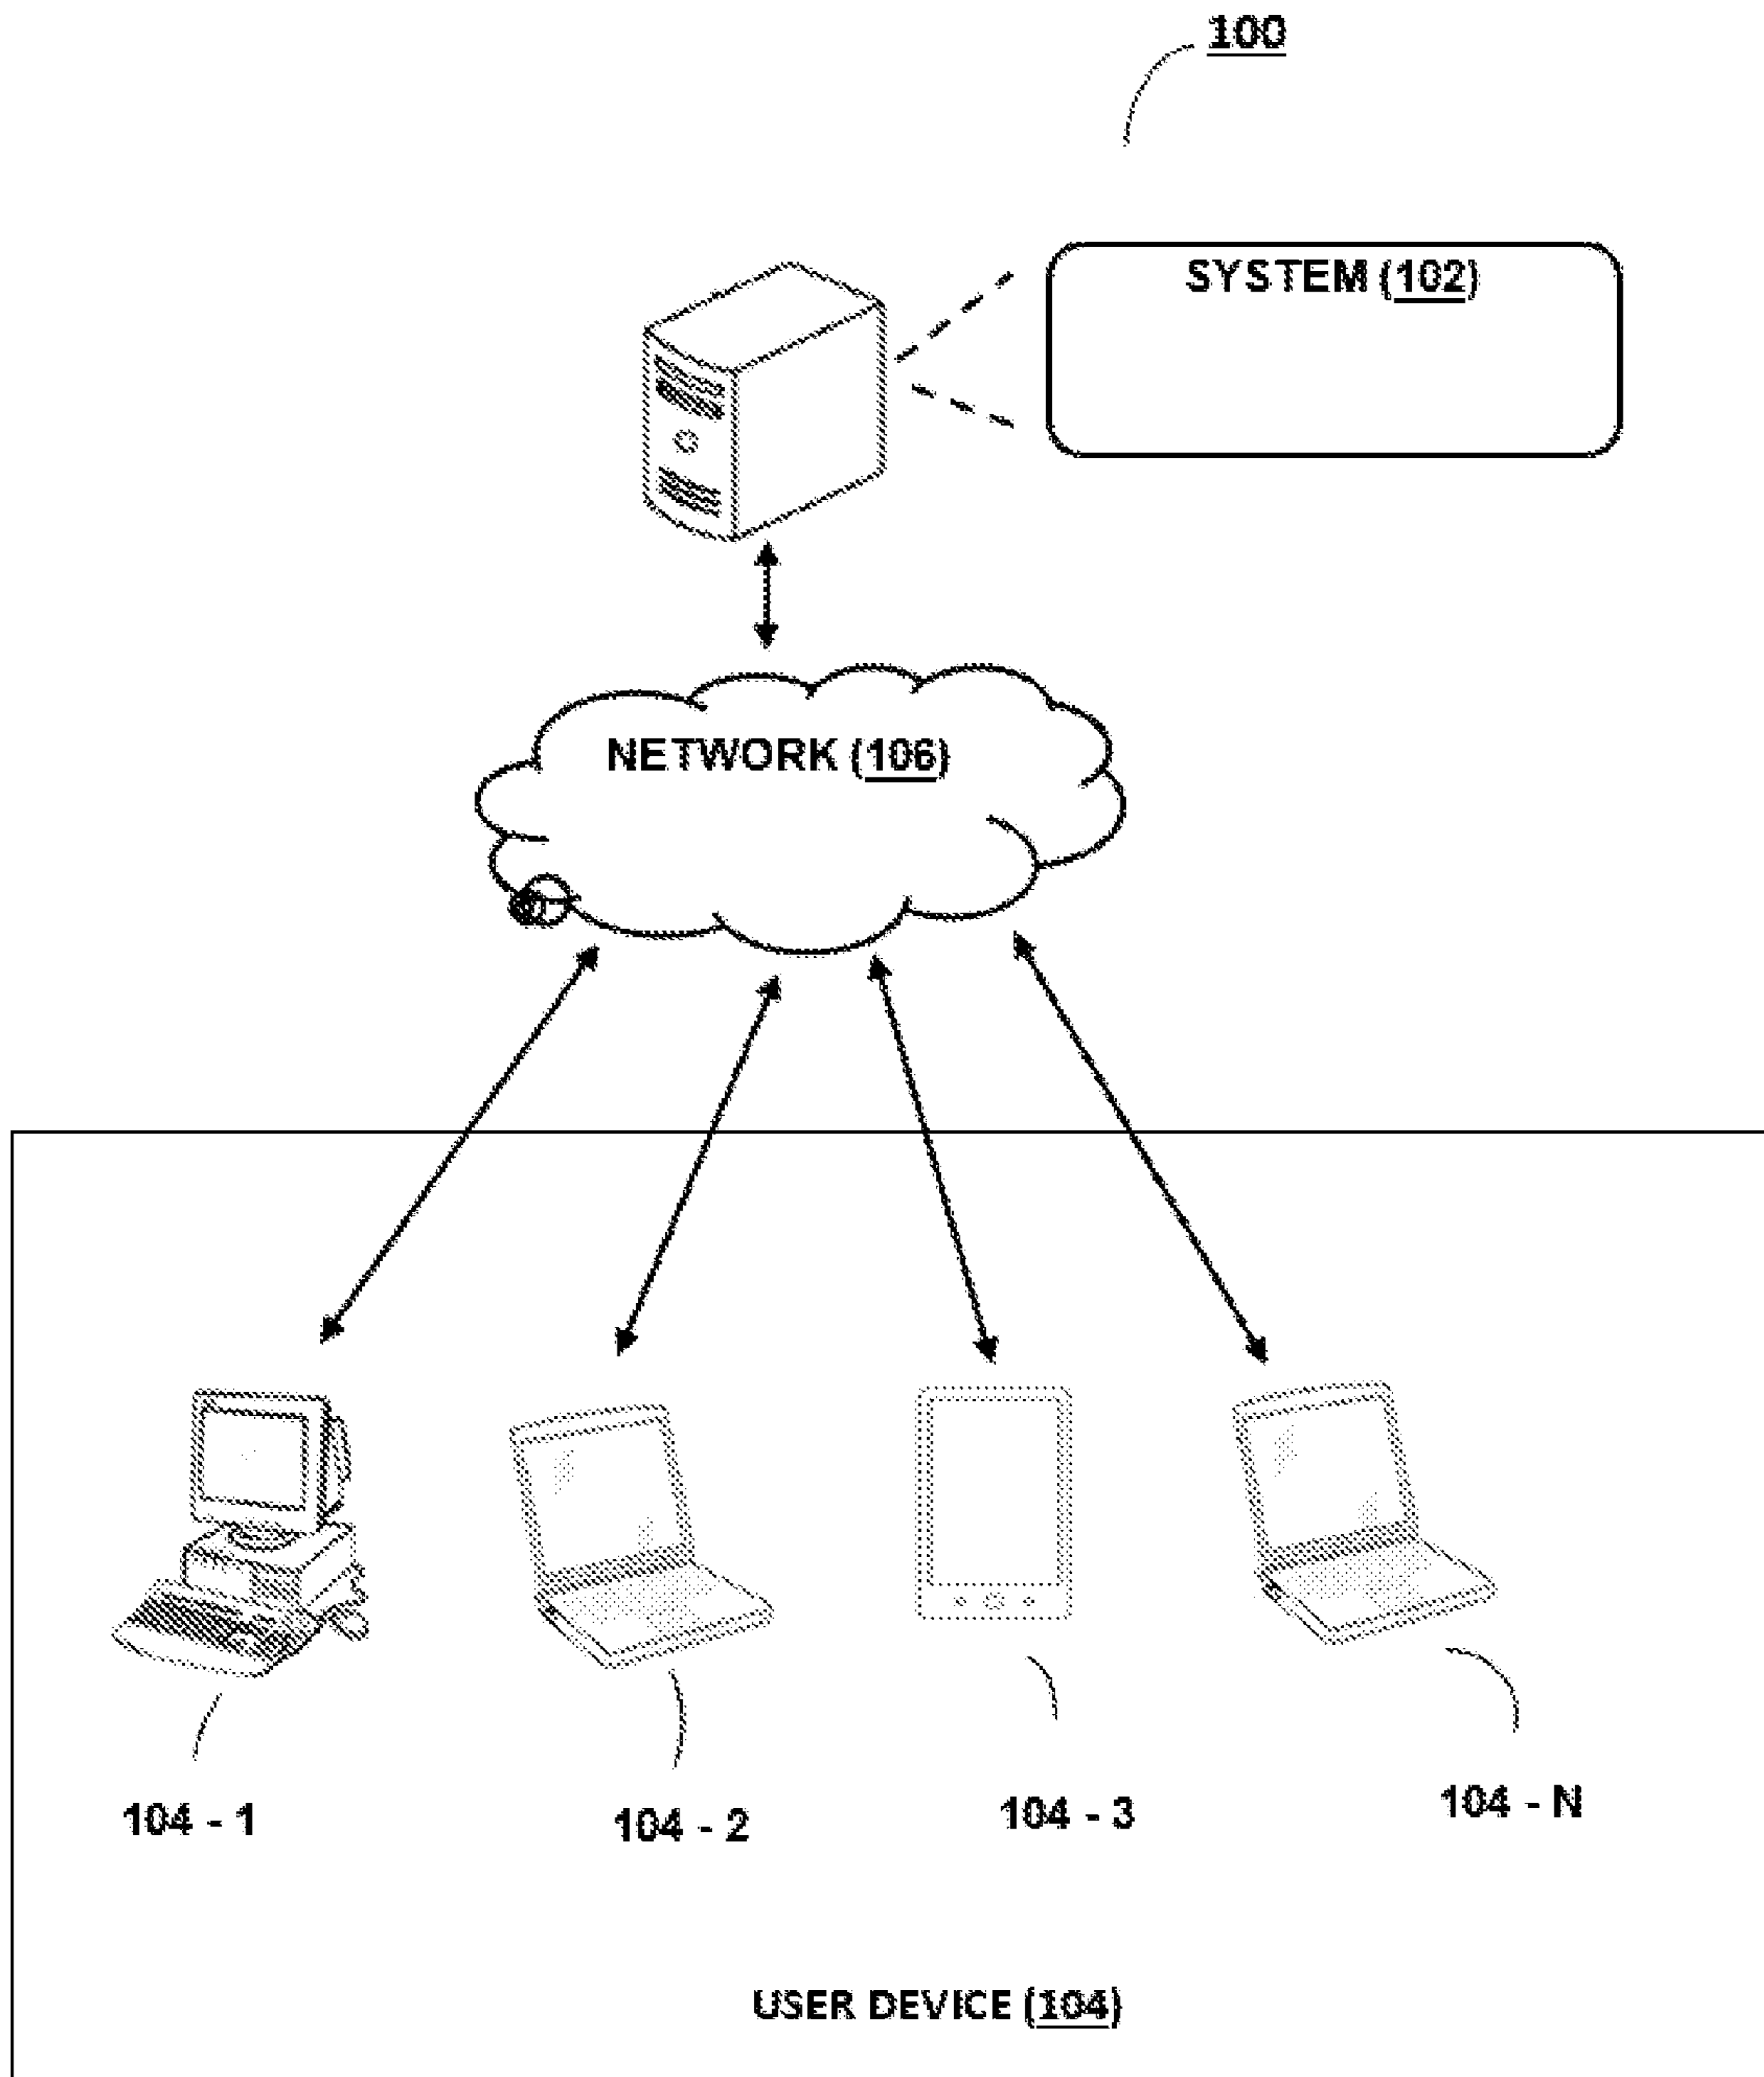 100
SYSTEM (102)
NETWORK (106)
104 - 1
104 - 2
104 - 3
104 - N
USER DEVICE (104)